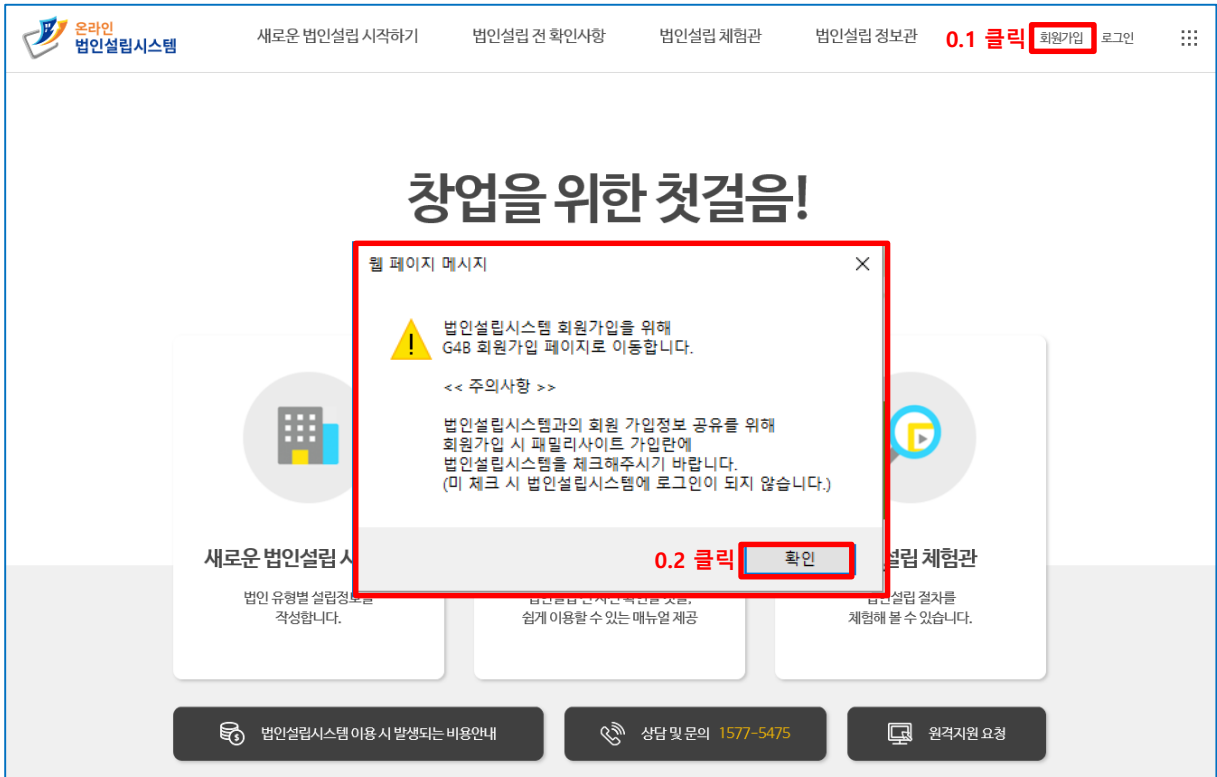 온라인
법인설립시스템
새로운 법인설립 시작하기
법인설립 전 확인사항
법인설립 체험관
법인설립 정보관
0.1 클릭
회원가입
로그인
창업을 위한 첫걸음!
웹 페이지 메시지
법인설립시스템 회원가입을 위해
G4B 회원가입 페이지로 이동합니다.
<< 주의사항 >>
법인설립시스템과의 회원 가입정보 공유를 위해
회원가입 시 패밀리사이트 가입란에
법인설립시스템을 체크해주시기 바랍니다.
(미 체크 시 법인설립시스템에 로그인이 되지 않습니다.)
0.2 클릭
확인
새로운 법인설립 시
법인 유형별 설립정보를
작성합니다.
쉽게 이용할 수 있는 매뉴얼 제공
설립 체험관
법인설립 절차를
체험해 볼 수 있습니다.
법인설립시스템 이용 시 발생되는 비용안내
상담 및 문의 1577-5475
원격지원 요청